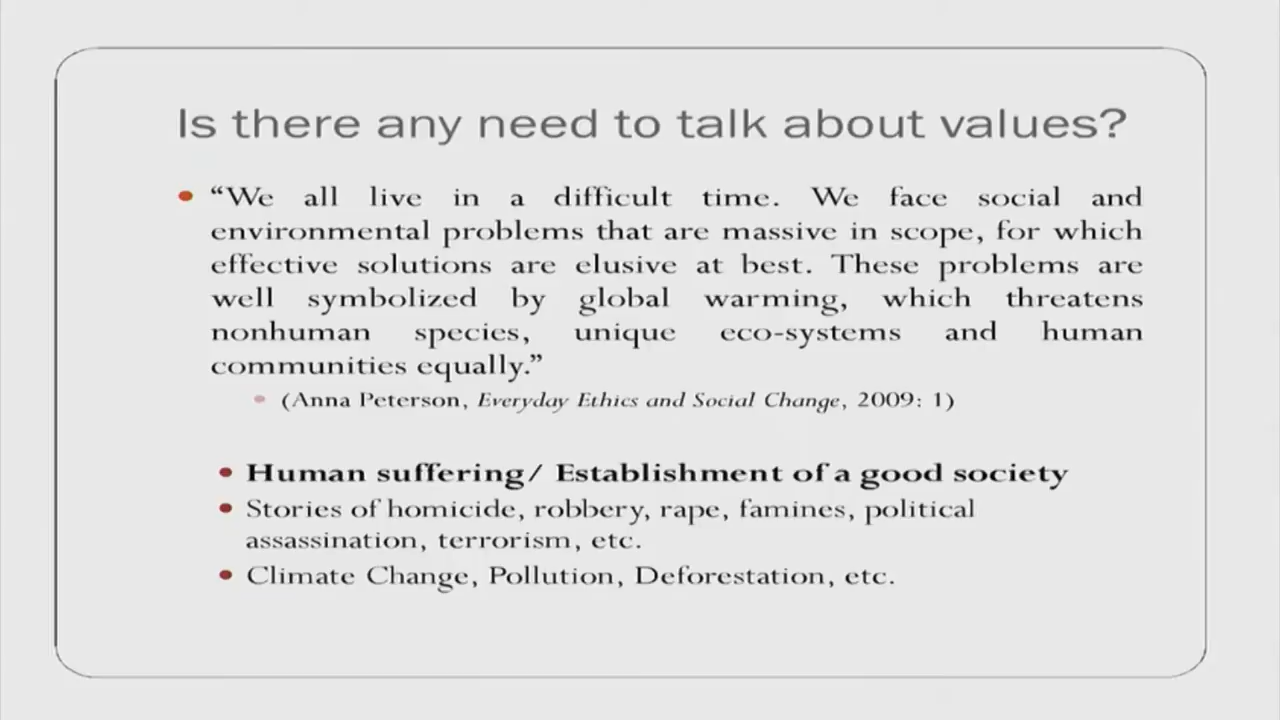 Is there any need to talk about values?
• “We all live in a difficult time. We face social and
environmental problems that are massive in scope, for which
effective solutions are elusive at best. These problems are
well symbolized by global warming, which threatens
nonhuman species, unique eco-systems and human
communities equally.”
• (Anna Peterson, Everyday Ethics and Social Change, 2009: 1)
• Human suffering/ Establishment of a good society
• Stories of homicide, robbery, rape, famines, political
assassination, terrorism, etc.
• Climate Change, Pollution, Deforestation, etc.